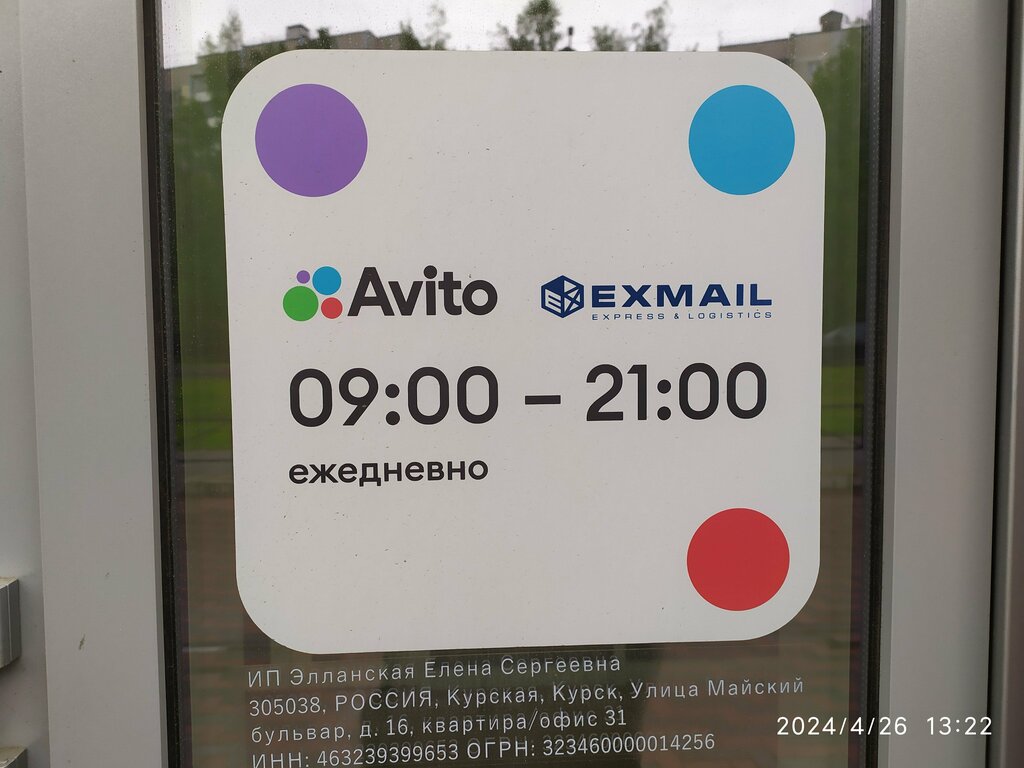 Avito EXMAIL
EXPRESS & LOGISTICS
09:00 – 21:00
ежедневно
ИП Элланская Елена Сергеевна
305038, РОССИЯ, Курская, Курск, Улица Майский
бульвар, д. 16, квартира/офис 31
ИНН: 463239399653 ОГРН: 323460000014256
2024/4/26 13:22